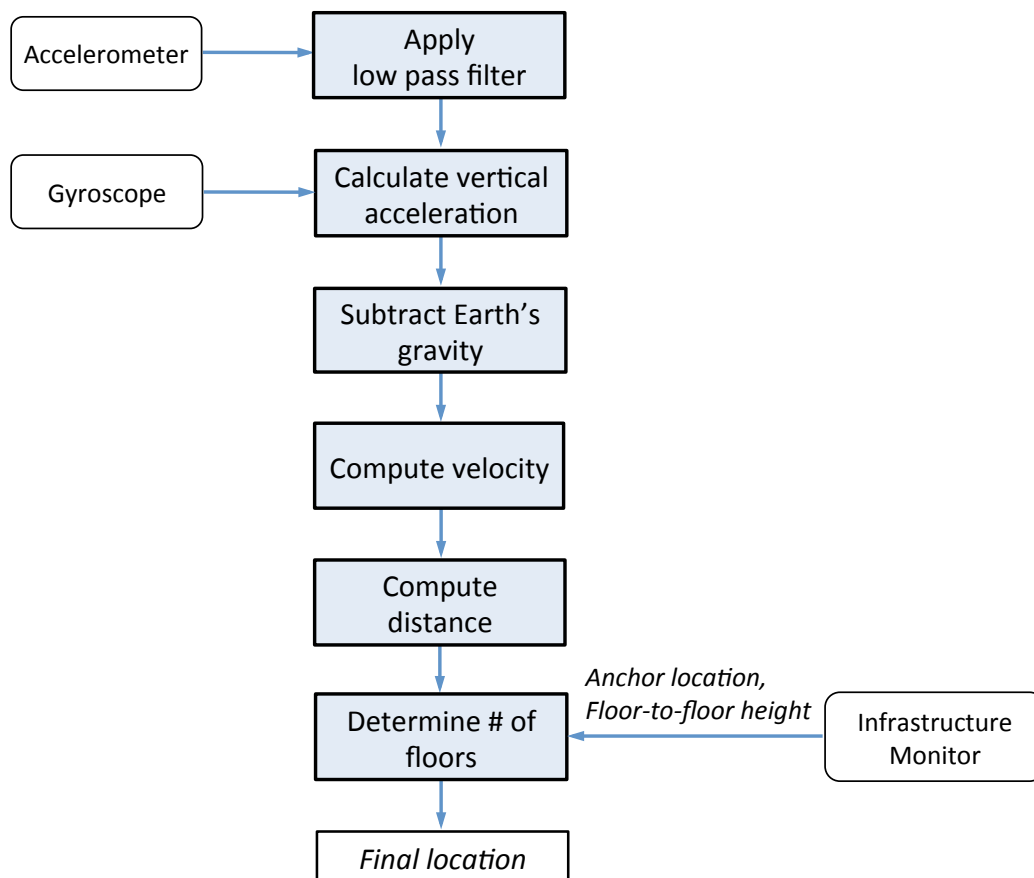 Accelerometer
Apply
low pass filter
Gyroscope
Calculate vertical
acceleration
Subtract Earth’s
gravity
Compute velocity
Compute
distance
Anchor location,
Floor-to-floor height
Determine # of
floors
Infrastructure
Monitor
Final location